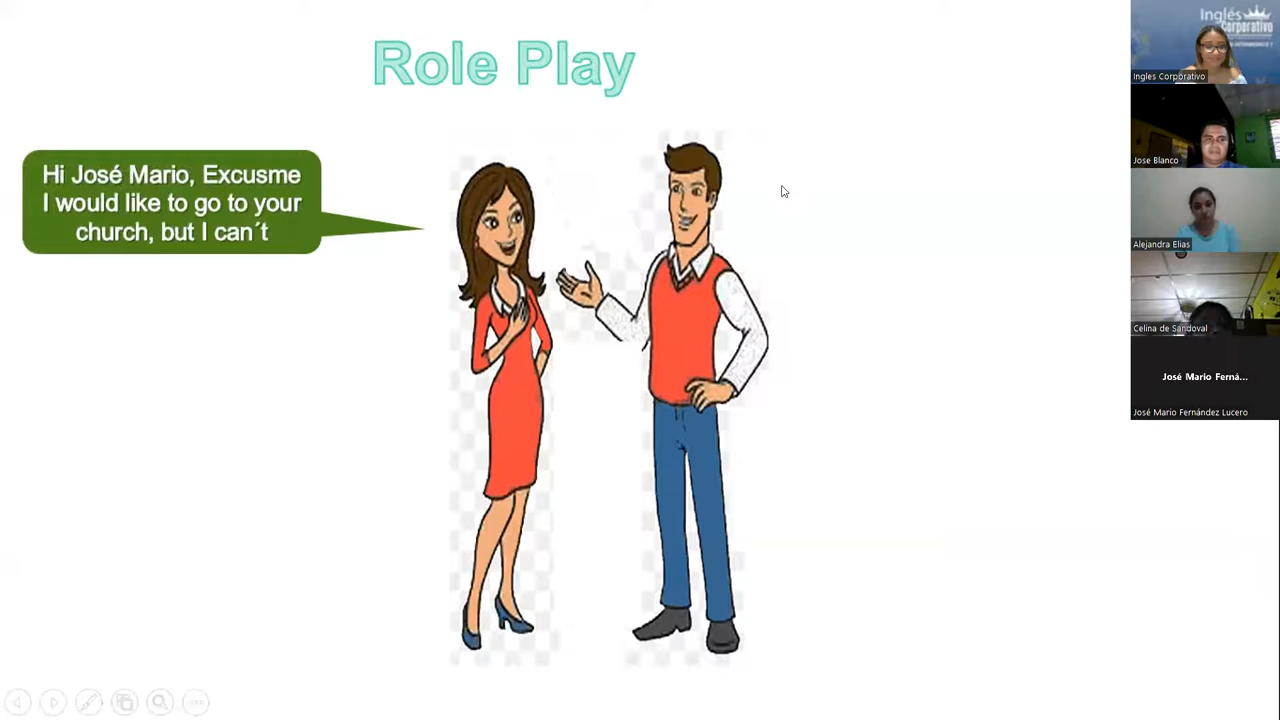 Role Play
Hi José Mario, Excusme
I would like to go to your
church, but I can´t
Inglés
Corporativo
Ingles Corporativo
Jose Blanco
Alejandra Elias
Celina de Sandoval
José Mario Ferná...
José Mario Fernández Lucero